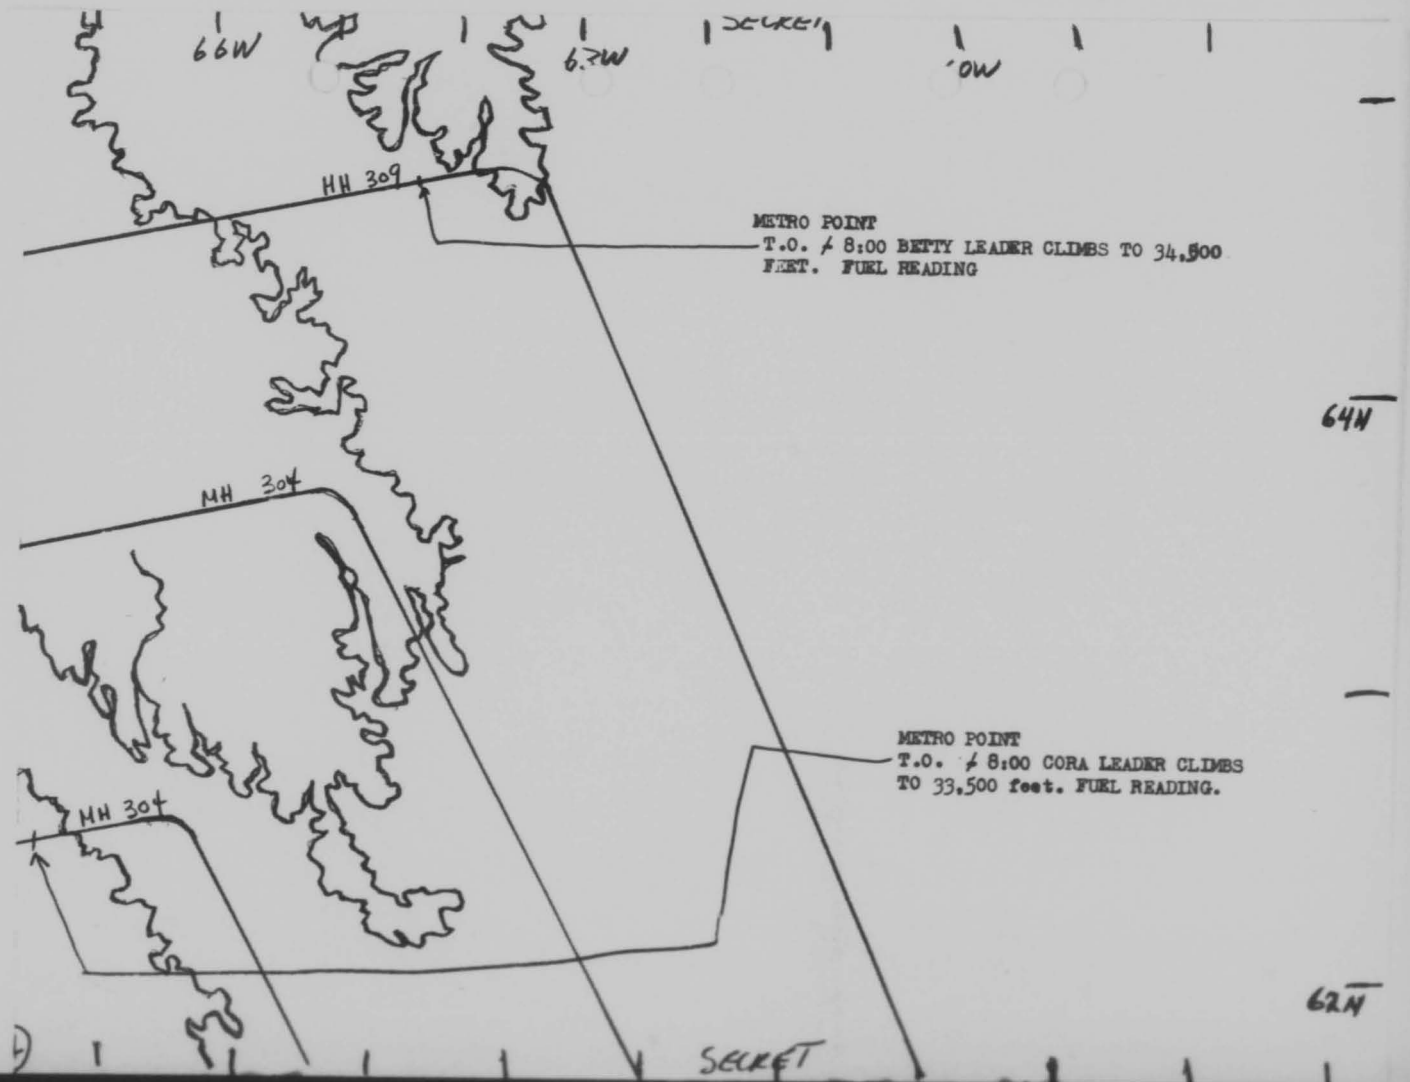 SECRET
66W
63W
0W
MH 309
METRO POINT
T.O. / 8:00 BETTY LEADER CLIMBS TO 34,500
FEET. FUEL READING
64N
MH 304
METRO POINT
T.O. / 8:00 CORA LEADER CLIMBS
TO 33,500 feet. FUEL READING.
MH 304
62N
SECRET